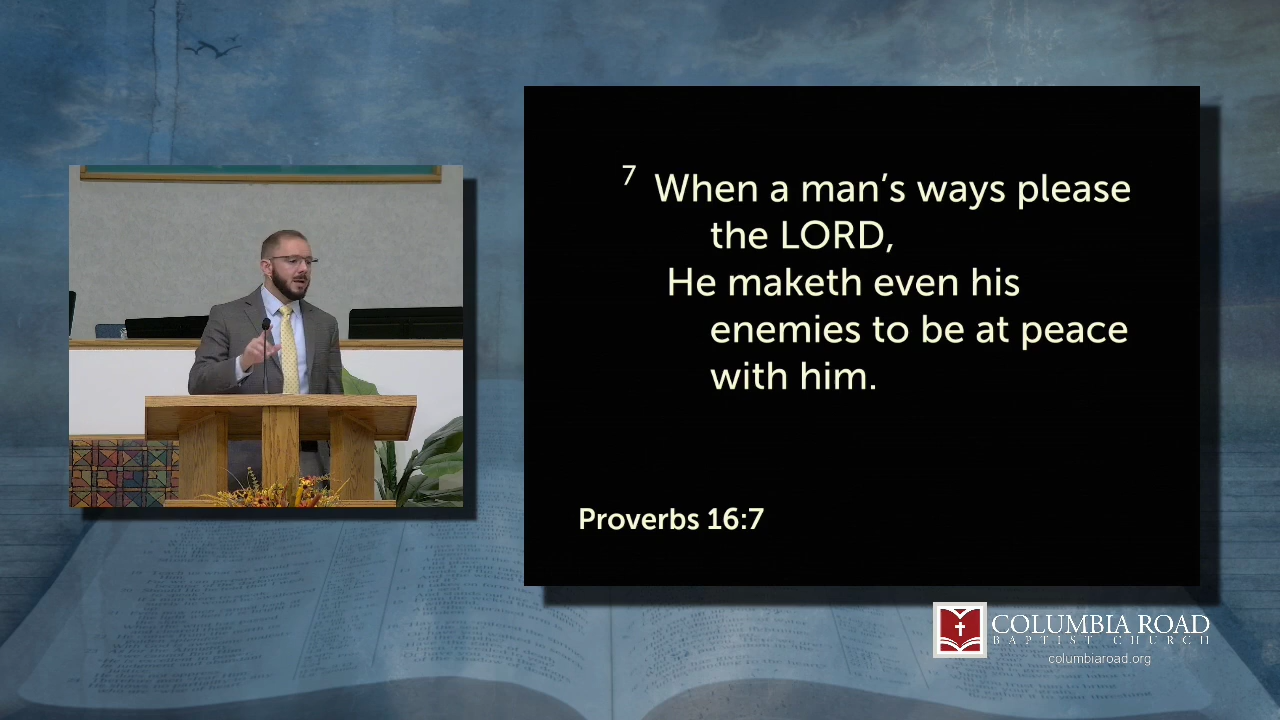 7 When a man’s ways please
the LORD,
He maketh even his
enemies to be at peace
with him.
Proverbs 16:7
COLUMBIA ROAD
BAPTIST CHURCH
columbiaroad.org